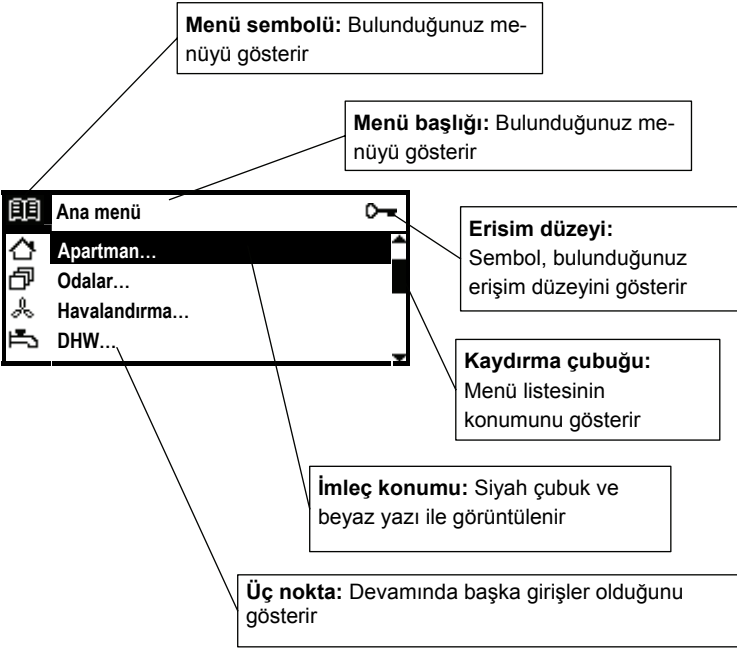 Menü sembolü: Bulunduğunuz me-
nüyü gösterir
Menü başlığı: Bulunduğunuz me-
nüyü gösterir
Ana menü
Apartman…
Odalar…
Havalandırma…
DHW…
Erisim düzeyi:
Sembol, bulunduğunuz
erişim düzeyini gösterir
Kaydırma çubuğu:
Menü listesinin
konumunu gösterir
İmleç konumu: Siyah çubuk ve
beyaz yazı ile görüntülenir
Üç nokta: Devamında başka girişler olduğunu
gösterir